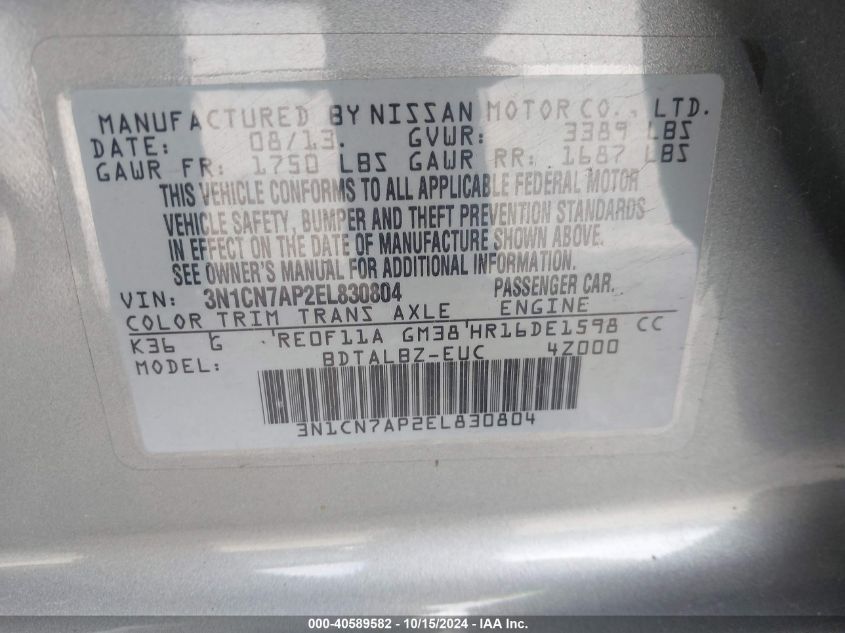 MANUFACTURED BY NISSAN MOTOR CO., LTD.
DATE: 08/13. GVWR: 3389 LBS
GAWR FR: 1750 LBS GAWR RR: 1687 LBS
THIS VEHICLE CONFORMS TO ALL APPLICABLE FEDERAL MOTOR
VEHICLE SAFETY, BUMPER AND THEFT PREVENTION STANDARDS
IN EFFECT ON THE DATE OF MANUFACTURE SHOWN ABOVE.
SEE OWNER'S MANUAL FOR ADDITIONAL INFORMATION.
VIN: 3N1CN7AP2EL830804 PASSENGER CAR.
COLOR TRIM TRANS AXLE ENGINE
K36 G RE0F11A GM38 HR16DE1598 CC
MODEL: BDTALBZ-EUC 4Z000
3N1CN7AP2EL830804
000-40589582 - 10/15/2024 - IAA Inc.